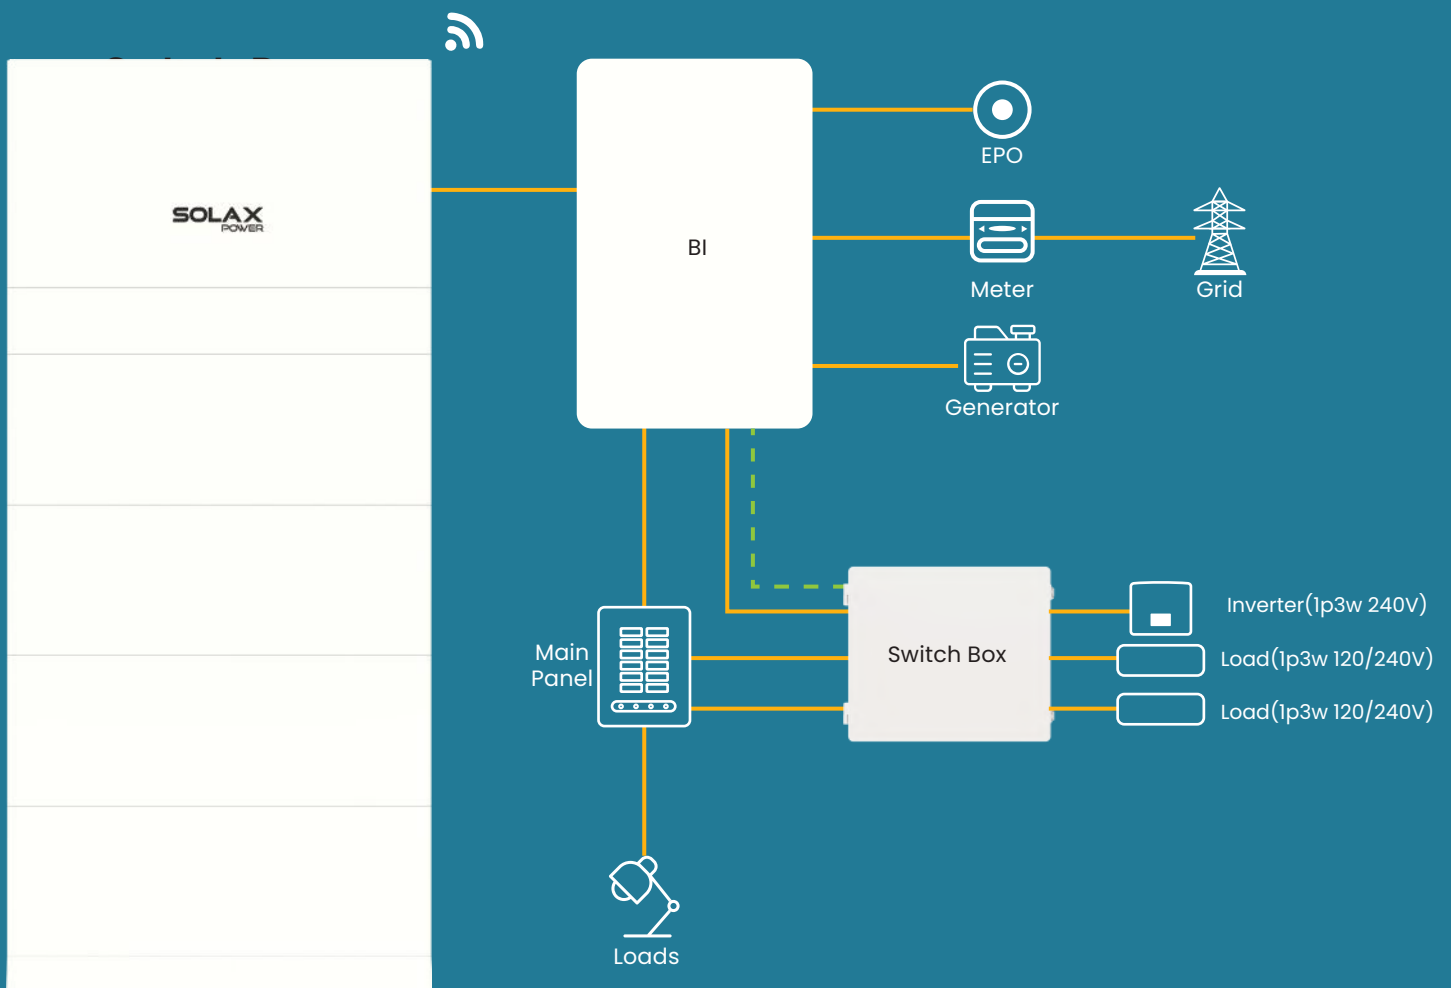 SOLAX
POWER
BI
EPO
Meter
Grid
Generator
Main
Panel
Switch Box
Inverter(1p3w 240V)
Load(1p3w 120/240V)
Load(1p3w 120/240V)
Loads